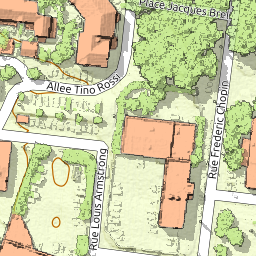 Place Jacques Brel
Allee Tino Rossi
Rue Frederic Chopin
Rue Louis Armstrong